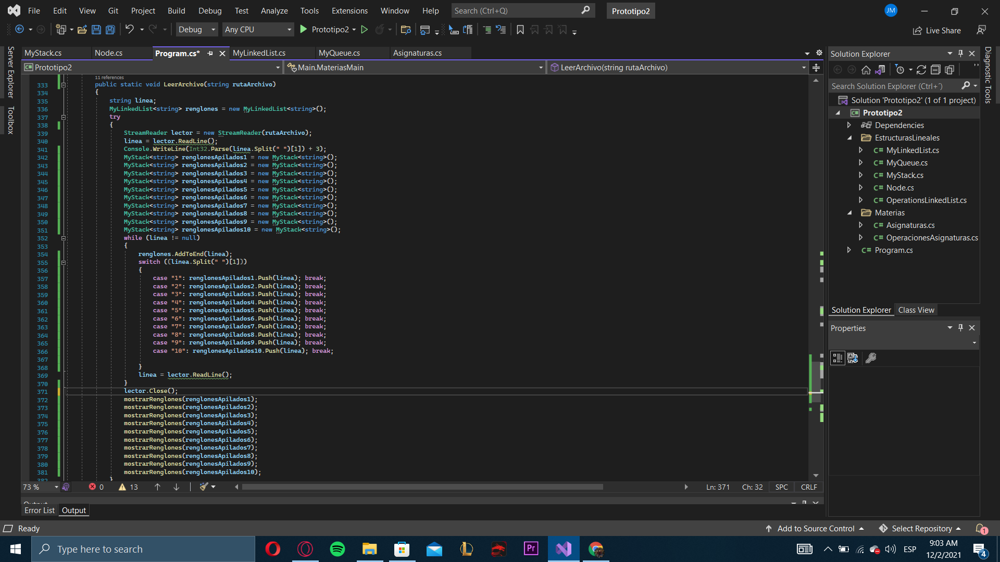 File Edit View Git Project Build Debug Test Analyze Tools Extensions Window Help Search (Ctrl+Q) Prototipo2 JM
Debug Any CPU Prototipo2 Live Share
Server Explorer
Toolbox
MyStack.cs Node.cs Program.cs* MyLinkedList.cs MyQueue.cs Asignaturas.cs
Prototipo2 Main.MateriasMain LeerArchivo(string rutaArchivo)
11 references
333 public static void LeerArchivo(string rutaArchivo)
334 {
335 string linea;
336 MyLinkedList<string> renglones = new MyLinkedList<string>();
337 try
338 {
339 StreamReader lector = new StreamReader(rutaArchivo);
340 linea = lector.ReadLine();
341 Console.WriteLine(Int32.Parse(linea.Split(" ")[1]) + 3);
342 MyStack<string> renglonesApilados1 = new MyStack<string>();
343 MyStack<string> renglonesApilados2 = new MyStack<string>();
344 MyStack<string> renglonesApilados3 = new MyStack<string>();
345 MyStack<string> renglonesApilados4 = new MyStack<string>();
346 MyStack<string> renglonesApilados5 = new MyStack<string>();
347 MyStack<string> renglonesApilados6 = new MyStack<string>();
348 MyStack<string> renglonesApilados7 = new MyStack<string>();
349 MyStack<string> renglonesApilados8 = new MyStack<string>();
350 MyStack<string> renglonesApilados9 = new MyStack<string>();
351 MyStack<string> renglonesApilados10 = new MyStack<string>();
352 while (linea != null)
353 {
354 renglones.AddToEnd(linea);
355 switch ((linea.Split(" ")[1]))
356 {
357 case "1": renglonesApilados1.Push(linea); break;
358 case "2": renglonesApilados2.Push(linea); break;
359 case "3": renglonesApilados3.Push(linea); break;
360 case "4": renglonesApilados4.Push(linea); break;
361 case "5": renglonesApilados5.Push(linea); break;
362 case "6": renglonesApilados6.Push(linea); break;
363 case "7": renglonesApilados7.Push(linea); break;
364 case "8": renglonesApilados8.Push(linea); break;
365 case "9": renglonesApilados9.Push(linea); break;
366 case "10": renglonesApilados10.Push(linea); break;
367
368 }
369 linea = lector.ReadLine();
370 }
371 lector.Close();
372 mostrarRenglones(renglonesApilados1);
373 mostrarRenglones(renglonesApilados2);
374 mostrarRenglones(renglonesApilados3);
375 mostrarRenglones(renglonesApilados4);
376 mostrarRenglones(renglonesApilados5);
377 mostrarRenglones(renglonesApilados6);
378 mostrarRenglones(renglonesApilados7);
379 mostrarRenglones(renglonesApilados8);
380 mostrarRenglones(renglonesApilados9);
381 mostrarRenglones(renglonesApilados10);
382 }
73 % 0 13 Ln: 371 Ch: 32 SPC CRLF
Output
Error List Output
Solution Explorer
Search Solution Explorer (Ctrl+´)
Solution 'Prototipo2' (1 of 1 project)
Prototipo2
Dependencies
EstructurasLineales
C# MyLinkedList.cs
C# MyQueue.cs
C# MyStack.cs
C# Node.cs
C# OperationsLinkedList.cs
Materias
C# Asignaturas.cs
C# OperacionesAsignaturas.cs
C# Program.cs
Solution Explorer Class View
Properties
Diagnostic Tools
Ready Add to Source Control Select Repository 1
Type here to search Pr ESP 9:03 AM
12/2/2021 4